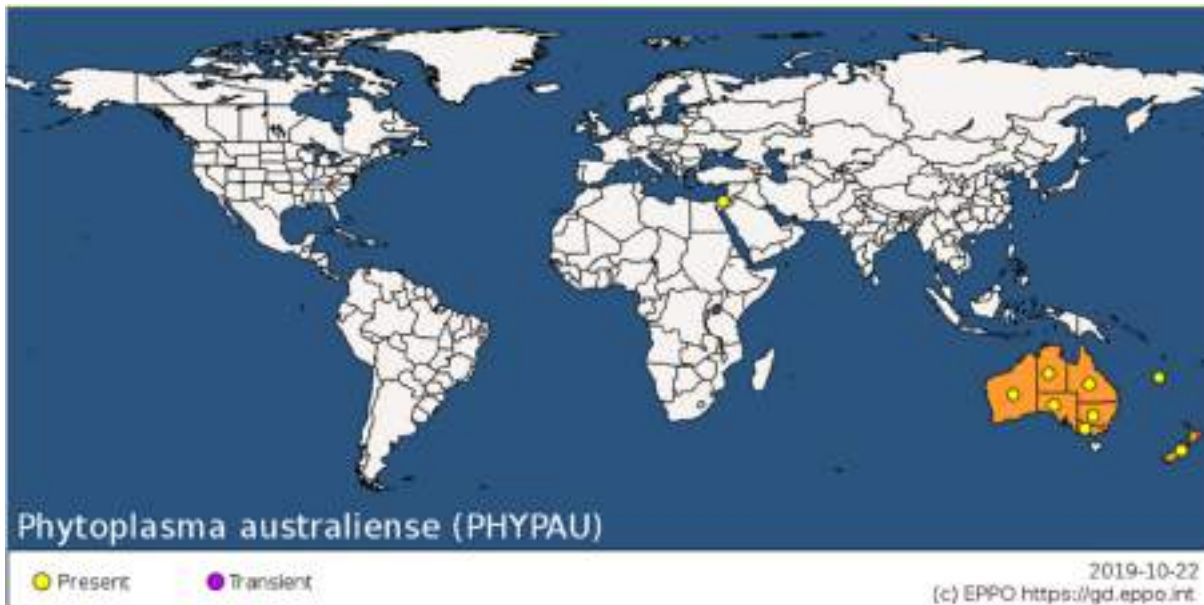 Phytoplasma australiense (PHYPAU)
Present
Transient
2019-10-22
(c) EPPO https://gd.eppo.int